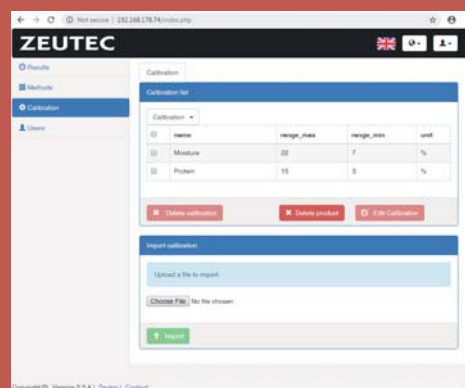 Not secure | 192.168.178.74/index.php
ZEUTEC
Results
Methods
Calibration
Users
Calibration
Calibration list
Calibration
name range_max range_min unit
Moisture 22 7 %
Protein 15 %
Delete calibration Delete product Edit Calibration
Import calibration
Upload a file to import
Choose File No file chosen
Import
Zeutec | Contact